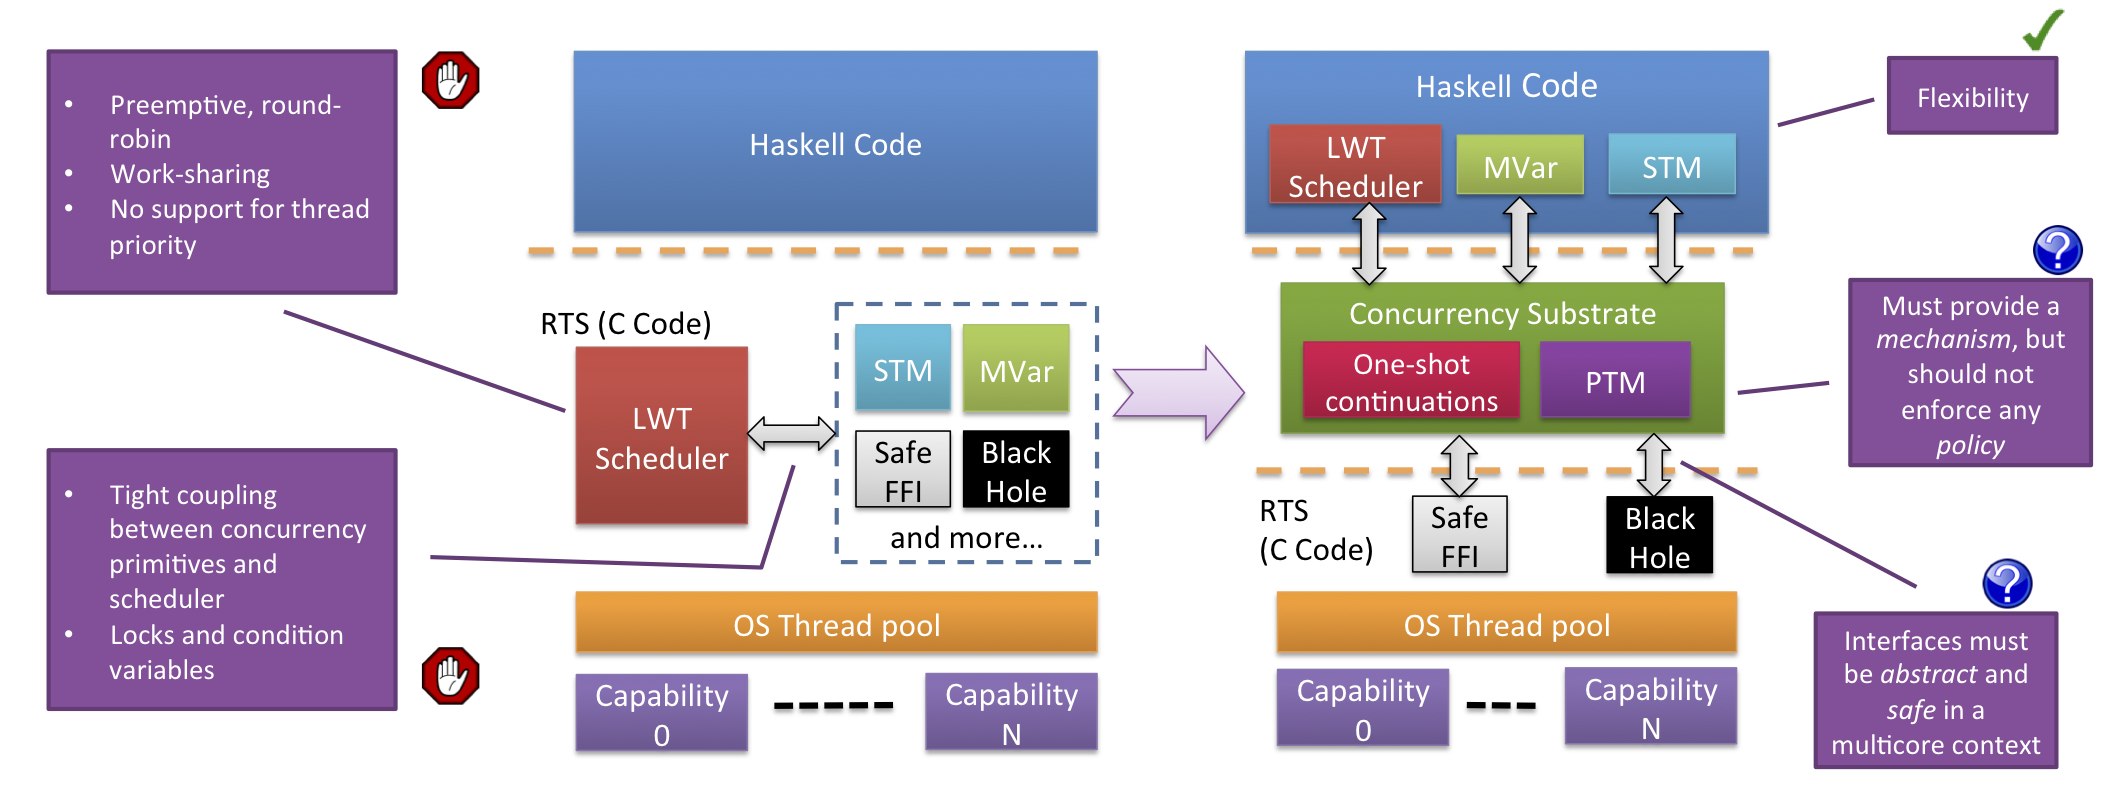 • Preemptive, round-
robin
• Work-sharing
• No support for thread
priority
• Tight coupling
between concurrency
primitives and
scheduler
• Locks and condition
variables
Haskell Code
RTS (C Code)
LWT
Scheduler
STM
MVar
Safe
FFI
Black
Hole
and more...
OS Thread pool
Capability
0
Capability
N
Haskell Code
LWT
Scheduler
MVar
STM
Concurrency Substrate
One-shot
continuations
PTM
RTS
(C Code)
Safe
FFI
Black
Hole
OS Thread pool
Capability
0
Capability
N
Flexibility
?
Must provide a
mechanism, but
should not
enforce any
policy
?
Interfaces must
be abstract and
safe in a
multicore context